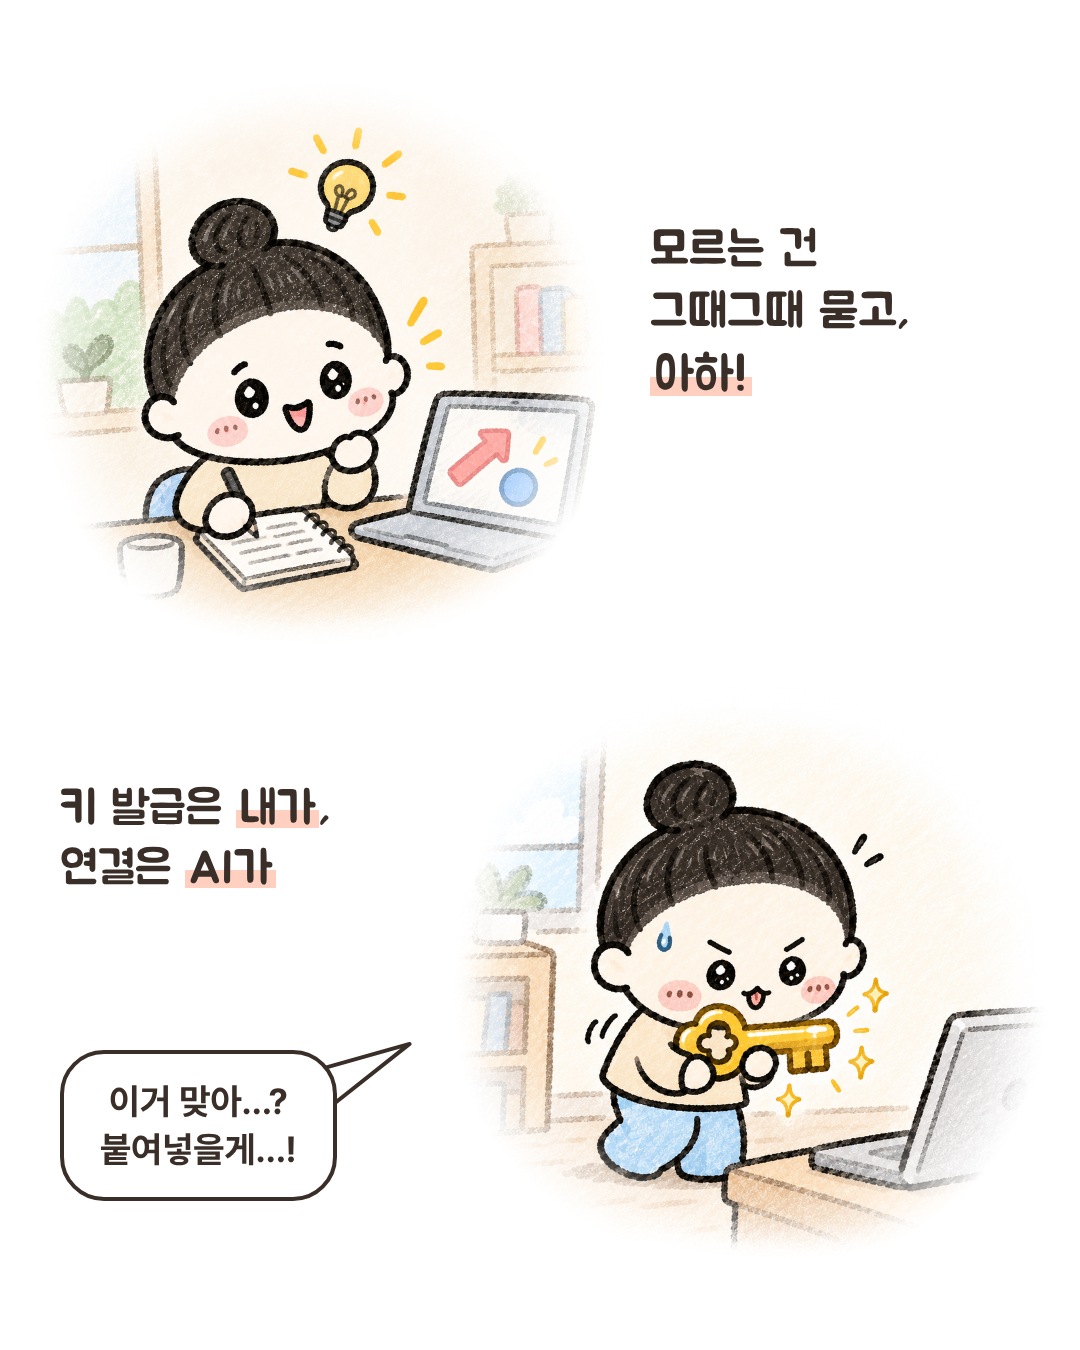 모르는 건
그때그때 묻고,
아하!
키 발급은 내가,
연결은 AI가
이거 맞아...?
붙여넣을게...!